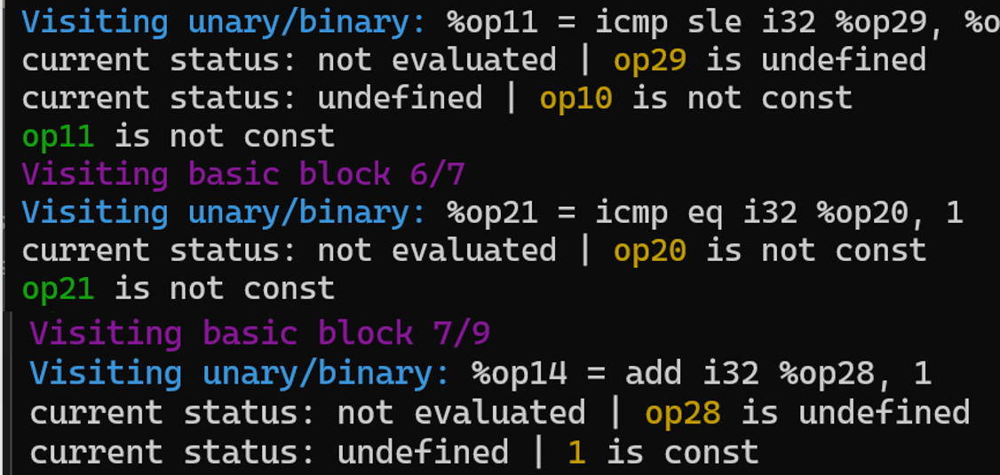 Visiting unary/binary: %op11 = icmp sle i32 %op29, %o
current status: not evaluated | op29 is undefined
current status: undefined | op10 is not const
op11 is not const
Visiting basic block 6/7
Visiting unary/binary: %op21 = icmp eq i32 %op20, 1
current status: not evaluated | op20 is not const
op21 is not const
Visiting basic block 7/9
Visiting unary/binary: %op14 = add i32 %op28, 1
current status: not evaluated | op28 is undefined
current status: undefined | 1 is const